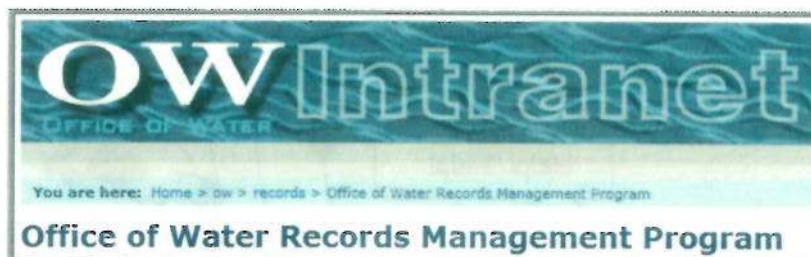 OW Intranet
OFFICE OF WATER
You are here: Home > ow > records > Office of Water Records Management Program
Office of Water Records Management Program